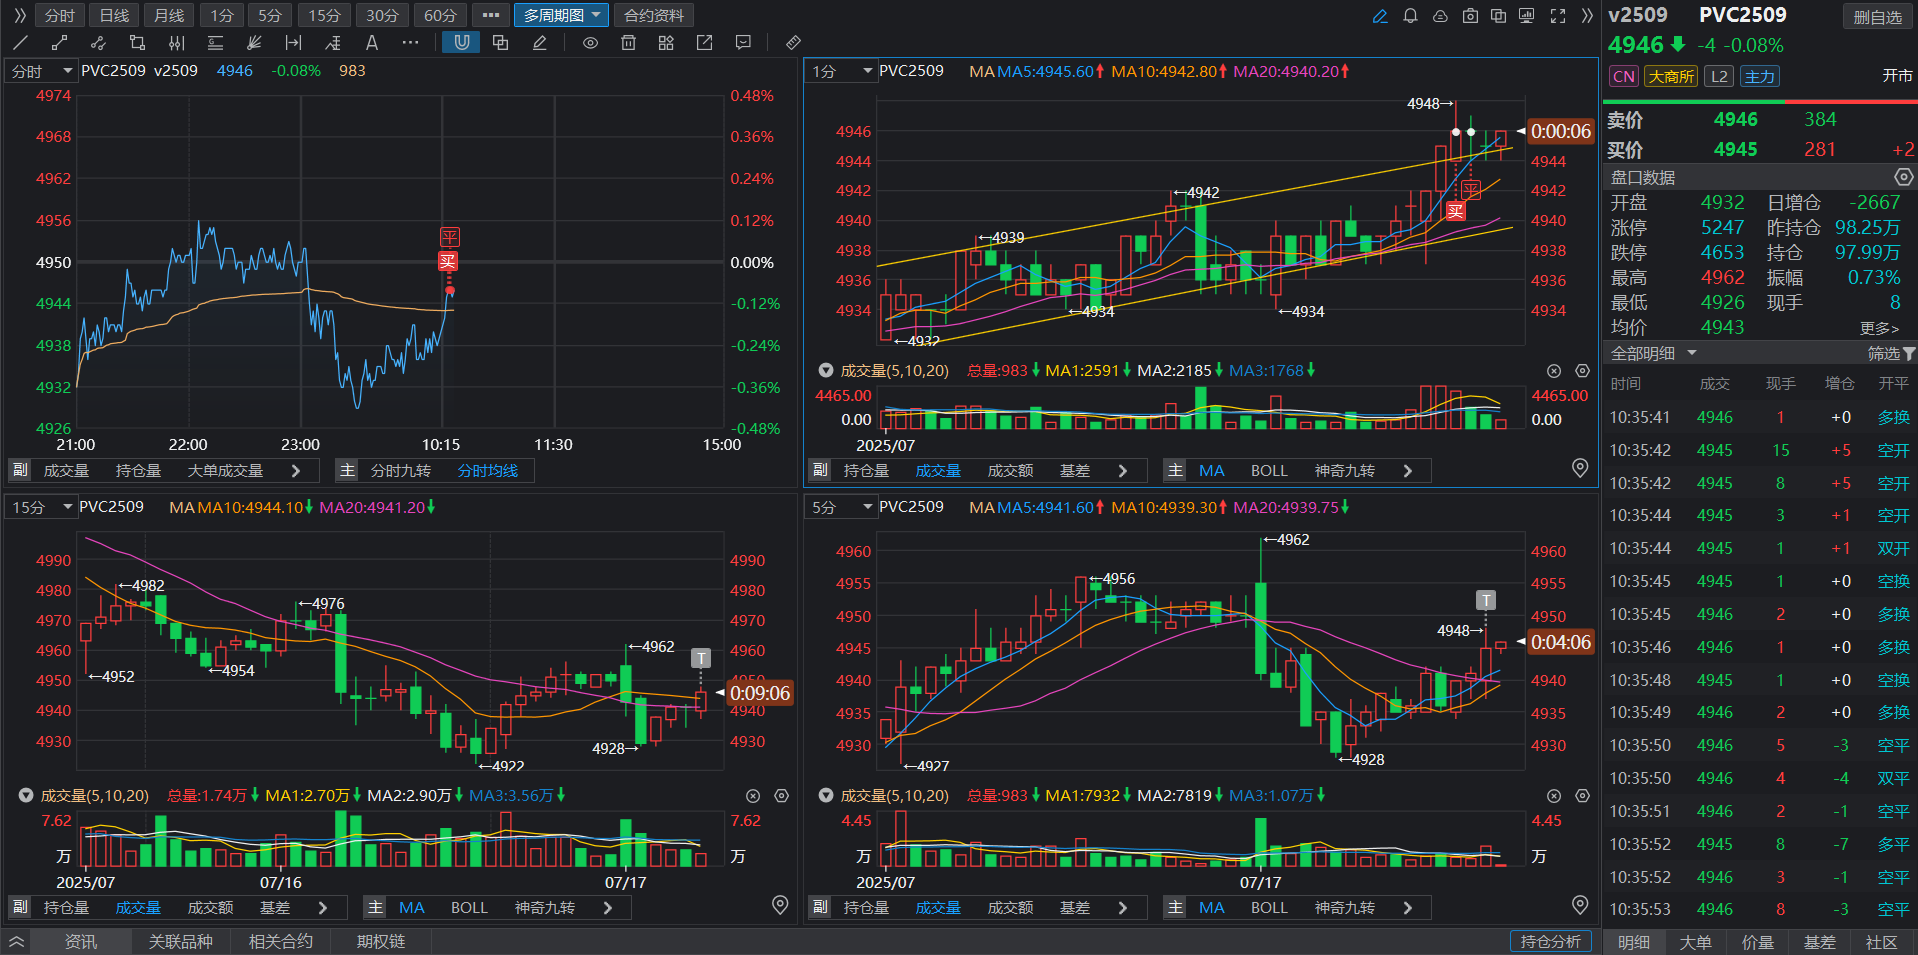 分时 日线 月线 1分 5分 15分 30分 60分 ••• 多周期图 合约资料
分时 PVC2509 v2509 4946 -0.08% 983
4974 0.48%
4968 0.36%
4962 0.24%
4956 0.12%
4950 0.00%
4944 -0.12%
4938 -0.24%
4932 -0.36%
4926 -0.48%
平
买
21:00 22:00 23:00 10:15 11:30 15:00
副 成交量 持仓量 大单成交量 主 分时九转 分时均线
1分 PVC2509 MA MA5:4945.60 MA10:4942.80 MA20:4940.20
4948→
4946 0:00:06
4944 4944
4942 ←4942 4942
4940 4940
4938 ←4939 4938
4936 4936
4934 ←4934 ←4934 4934
←4932
平
买
成交量(5,10,20) 总量:983 MA1:2591 MA2:2185 MA3:1768
4465.00 4465.00
0.00 0.00
2025/07
副 持仓量 成交量 成交额 基差 主 MA BOLL 神奇九转
15分 PVC2509 MA MA10:4944.10 MA20:4941.20
4990 4990
4980 ←4982 4980
4970 ←4976 4970
4960 ←4962 4960
4950 ←4952 ←4954 4950
T
0:09:06
4940 4940
4930 4928→ 4930
←4922
成交量(5,10,20) 总量:1.74万 MA1:2.70万 MA2:2.90万 MA3:3.56万
7.62 7.62
万 万
2025/07 07/16 07/17
副 持仓量 成交量 成交额 基差 主 MA BOLL 神奇九转
5分 PVC2509 MA MA5:4941.60 MA10:4939.30 MA20:4939.75
←4962
4960 4960
4955 ←4956 4955
T
4950 4950
4948→
4945 0:04:06
4940 4940
4935 4935
4930 4930
←4927 ←4928
成交量(5,10,20) 总量:983 MA1:7932 MA2:7819 MA3:1.07万
4.45 4.45
万 万
2025/07 07/17
副 持仓量 成交量 成交额 基差 主 MA BOLL 神奇九转
资讯 关联品种 相关合约 期权链 持仓分析
v2509 PVC2509 删自选
4946 -4 -0.08%
CN 大商所 L2 主力 开市
卖价 4946 384
买价 4945 281 +2
盘口数据
开盘 4932 日增仓 -2667
涨停 5247 昨持仓 98.25万
跌停 4653 持仓 97.99万
最高 4962 振幅 0.73%
最低 4926 现手 8
均价 4943 更多>
全部明细 筛选
时间 成交 现手 增仓 开平
10:35:41 4946 1 +0 多换
10:35:42 4945 15 +5 空开
10:35:42 4945 8 +5 空开
10:35:44 4945 3 +1 空开
10:35:44 4945 1 +1 双开
10:35:45 4945 1 +0 空换
10:35:45 4946 2 +0 多换
10:35:46 4946 1 +0 多换
10:35:48 4945 1 +0 空换
10:35:49 4946 2 +0 多换
10:35:50 4946 5 -3 空平
10:35:50 4946 4 -4 双平
10:35:51 4946 2 -1 空平
10:35:52 4945 8 -7 多平
10:35:52 4946 3 -1 空平
10:35:53 4946 8 -3 空平
明细 大单 价量 基差 社区